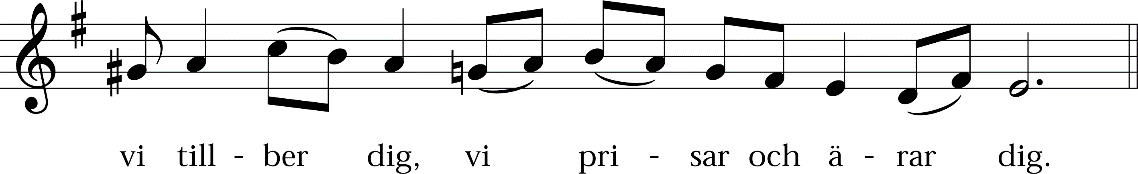 vi till - ber dig, vi pri - sar och ä - rar dig.